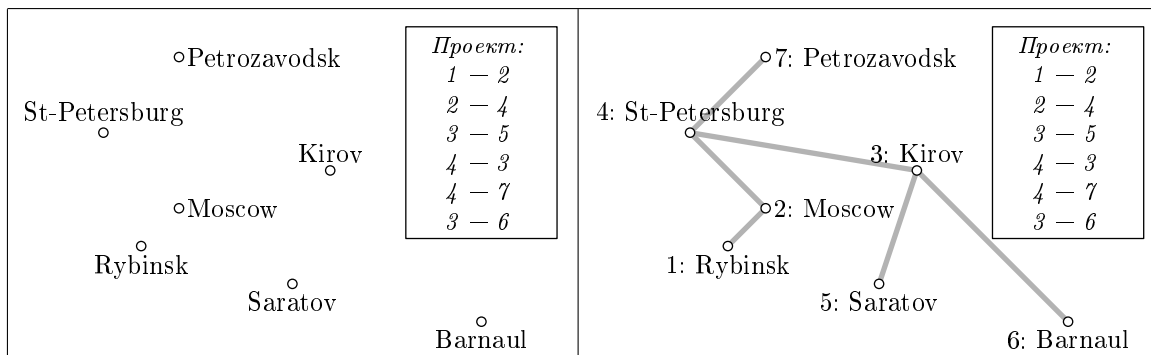 Petrozavodsk
St-Petersburg
Kirov
Moscow
Rybinsk
Saratov
Barnaul
Проект:
1 — 2
2 — 4
3 — 5
4 — 3
4 — 7
3 — 6
7: Petrozavodsk
4: St-Petersburg
3: Kirov
2: Moscow
1: Rybinsk
5: Saratov
6: Barnaul
Проект:
1 — 2
2 — 4
3 — 5
4 — 3
4 — 7
3 — 6